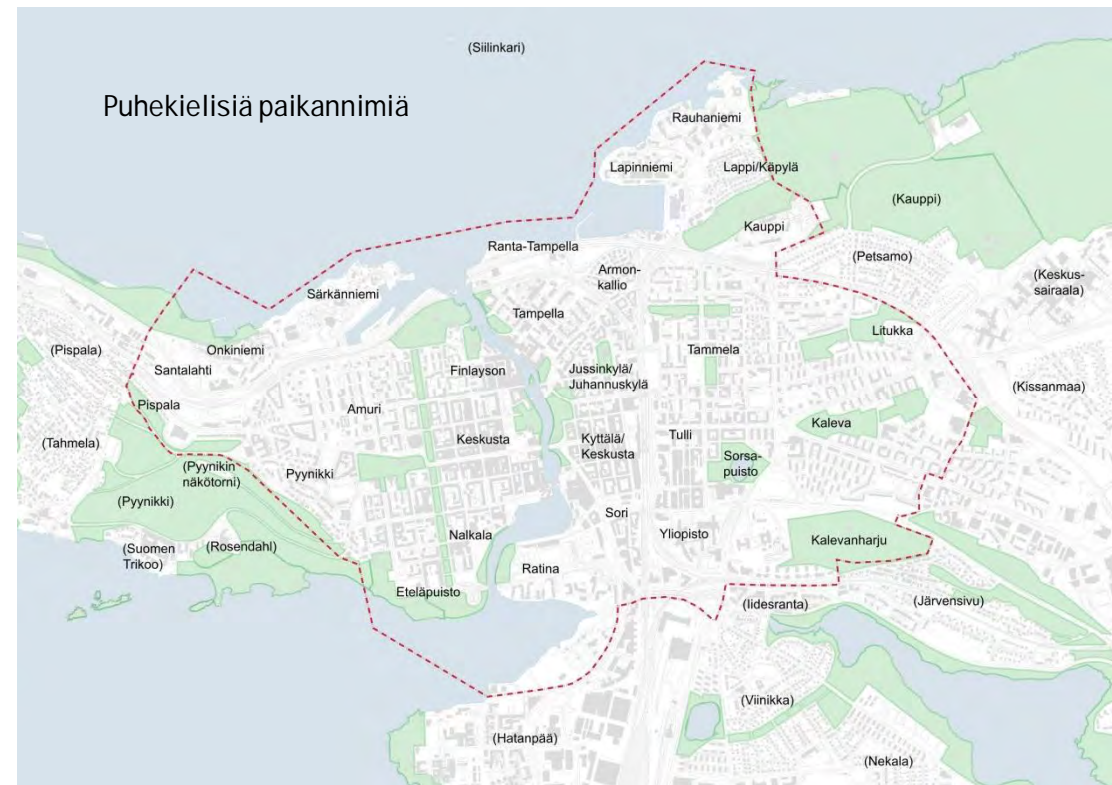 (Siilinkari)
Puhekielisiä paikannimiä
Rauhaniemi
Lapinniemi
Lappi/Käpylä
(Kauppi)
Kauppi
Ranta-Tampella
(Petsamo)
Armon-
kallio
(Keskus-
sairaala)
Särkänniemi
Tampella
Litukka
Onkiniemi
(Pispala)
Tammela
Santalahti
Finlayson
Jussinkylä/
Juhannuskylä
(Kissanmaa)
Pispala
Amuri
Kaleva
(Tahmela)
Keskusta
Kyttälä/
Keskusta
Tulli
Sorsa-
puisto
(Pyynikin
näkötorni)
Pyynikki
(Pyynikki)
Sori
Nalkala
Yliopisto
Kalevanharju
(Suomen
Trikoo)
(Rosendahl)
Ratina
Eteläpuisto
(Iidesranta)
(Järvensivu)
(Viinikka)
(Hatanpää)
(Nekala)